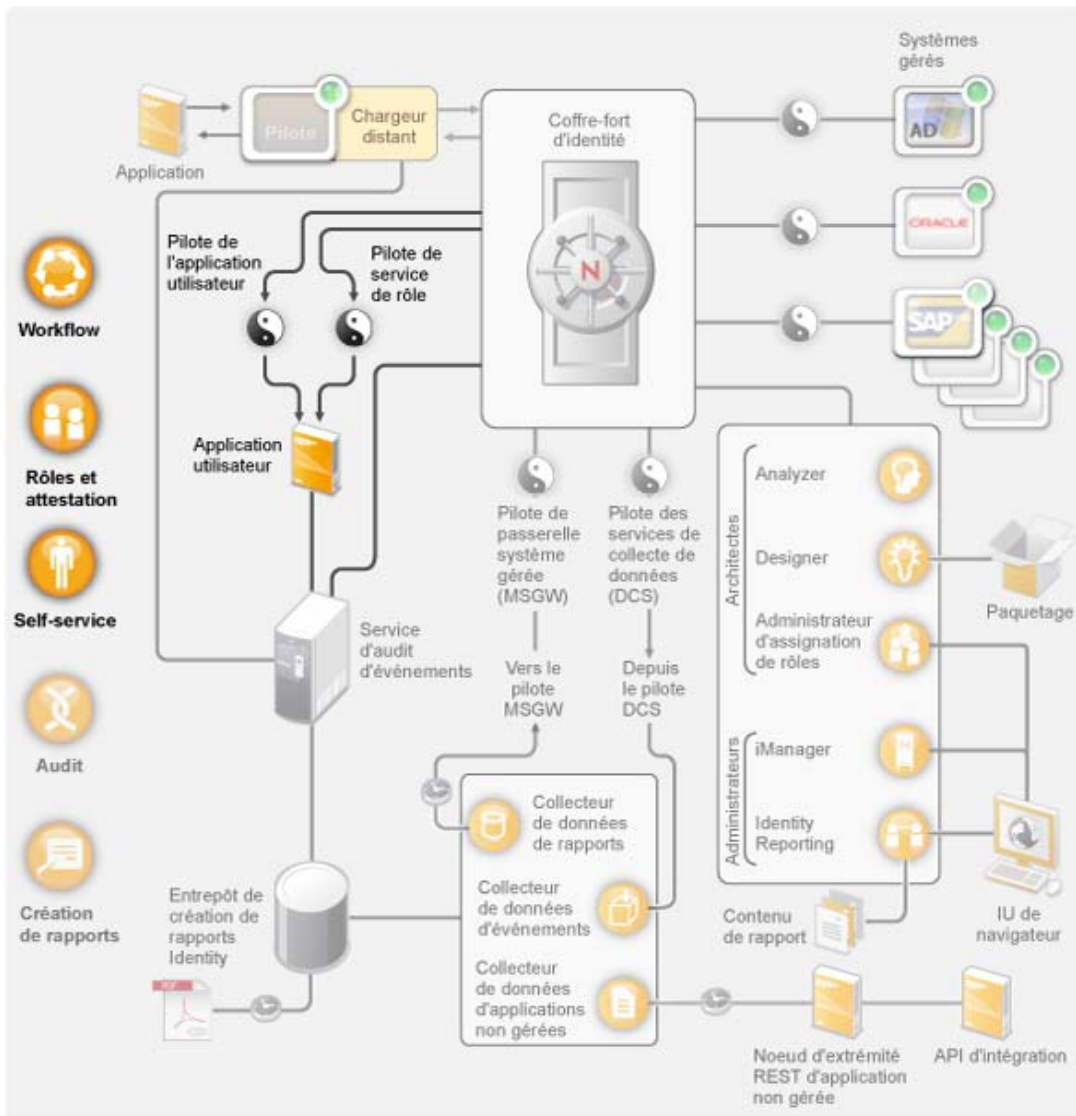 Systèmes
gérés
Pilote
Chargeur
distant
Coffre-fort
d'identité
AD
Application
ORACLE
Pilote de
l'application
utilisateur
Pilote de
service
de rôle
N
Workflow
SAP
Application
utilisateur
Rôles et
attestation
Self-service
Pilote de
passerelle
système
gérée
(MSGW)
Pilote des
services de
collecte de
données
(DCS)
Architectes
Analyzer
Designer
Administrateur
d'assignation
de rôles
Paquetage
Service
d'audit
d'événements
Vers le
pilote
MSGW
Depuis
le pilote
DCS
Audit
Administrateurs
iManager
Identity
Reporting
Collecteur
de données
de rapports
Création
de rapports
Entrepôt de
création de
rapports
Identity
Collecteur
de données
d'événements
Contenu
de rapport
IU de
navigateur
Collecteur
de données
d'applications
non gérées
Noeud d'extrémité
REST d'application
non gérée
API d'intégration